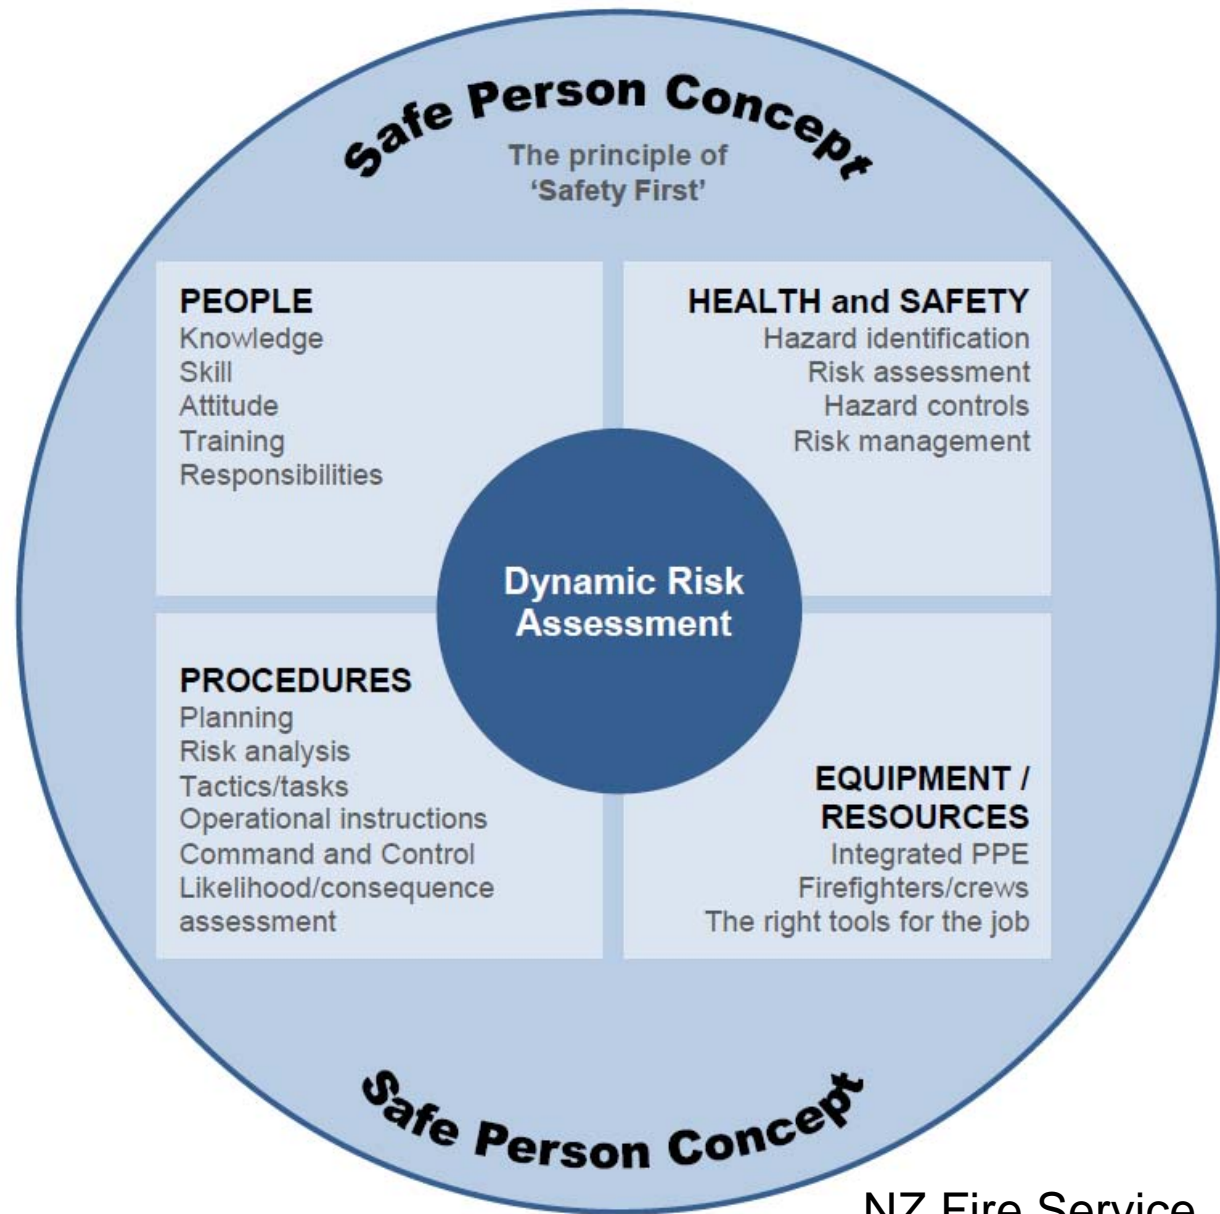 Safe Person Concept
The principle of
‘Safety First’
PEOPLE
Knowledge
Skill
Attitude
Training
Responsibilities
HEALTH and SAFETY
Hazard identification
Risk assessment
Hazard controls
Risk management
Dynamic Risk
Assessment
PROCEDURES
Planning
Risk analysis
Tactics/tasks
Operational instructions
Command and Control
Likelihood/consequence
assessment
EQUIPMENT /
RESOURCES
Integrated PPE
Firefighters/crews
The right tools for the job
Safe Person Concept
NZ Fire Service